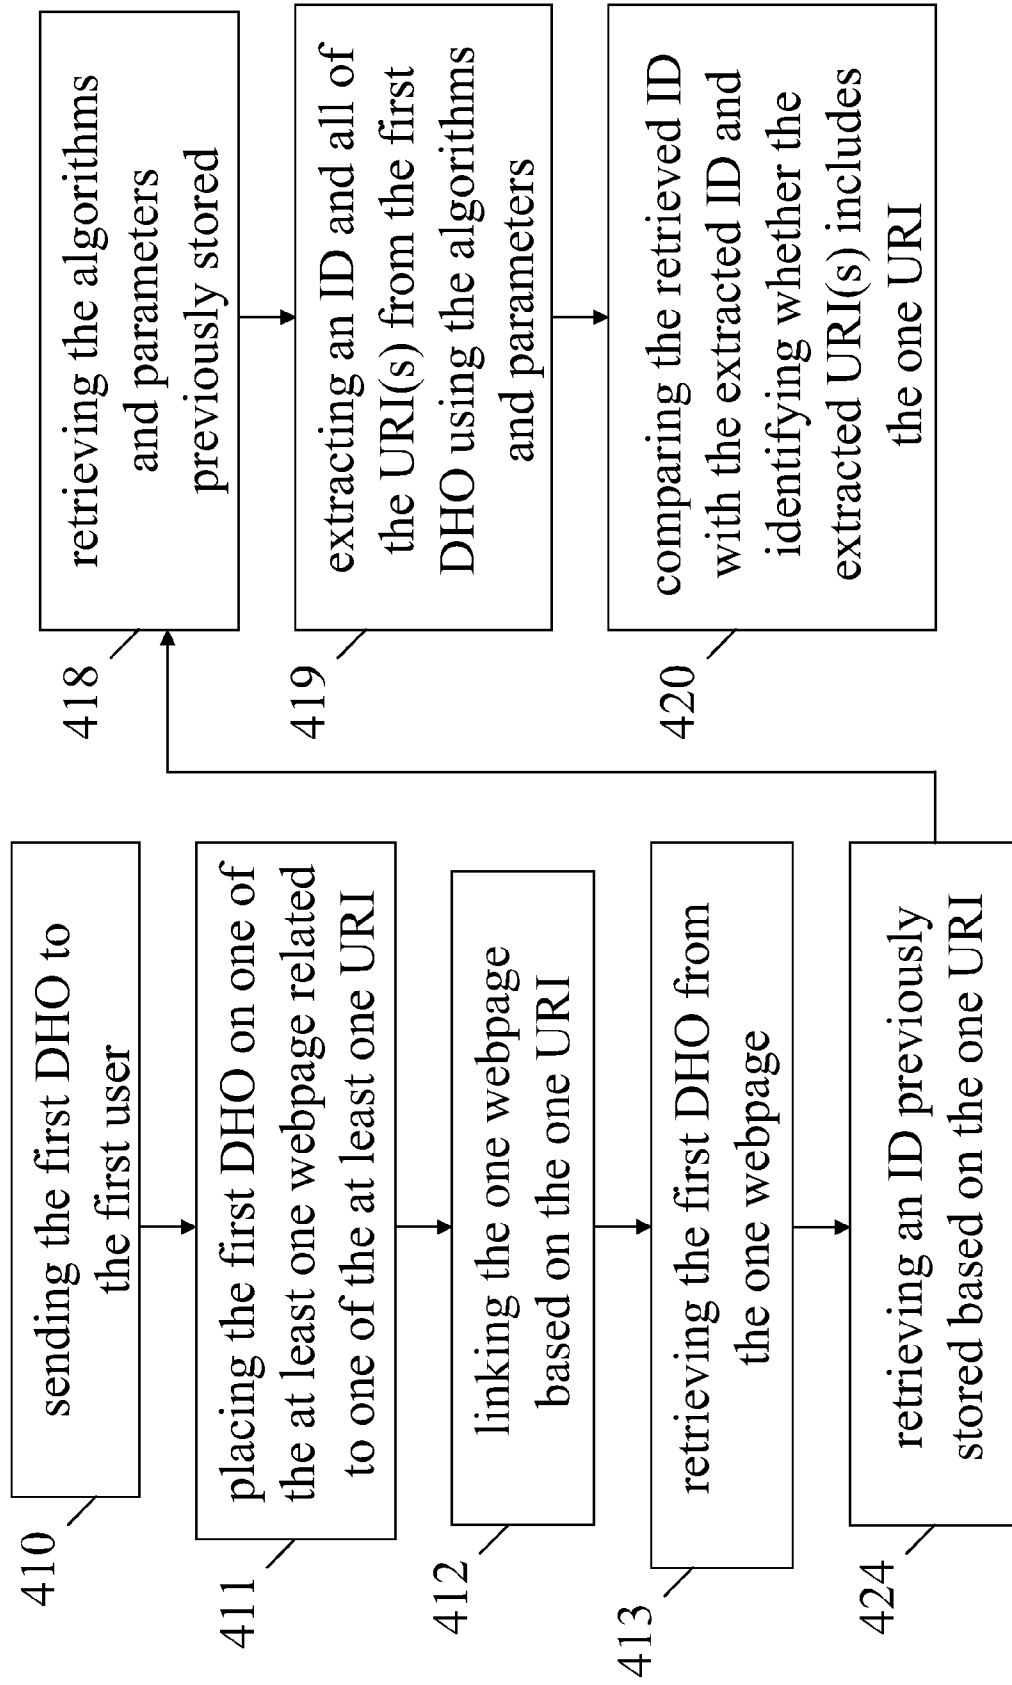 410
sending the first DHO to
the first user
411
placing the first DHO on one of
the at least one webpage related
to one of the at least one URI
412
linking the one webpage
based on the one URI
413
retrieving the first DHO from
the one webpage
424
retrieving an ID previously
stored based on the one URI
418
retrieving the algorithms
and parameters
previously stored
419
extracting an ID and all of
the URI(s) from the first
DHO using the algorithms
and parameters
420
comparing the retrieved ID
with the extracted ID and
identifying whether the
extracted URI(s) includes
the one URI